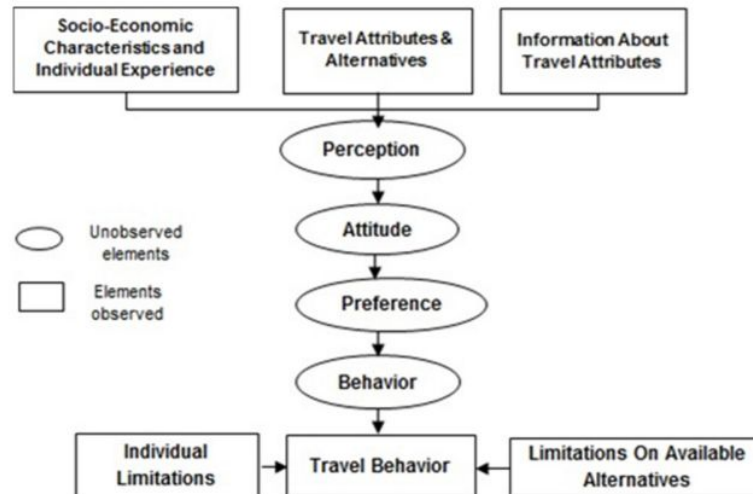 Socio-Economic
Characteristics and
Individual Experience
Travel Attributes &
Alternatives
Information About
Travel Attributes
Perception
Attitude
Preference
Behavior
Unobserved
elements
Elements
observed
Individual
Limitations
Travel Behavior
Limitations On Available
Alternatives